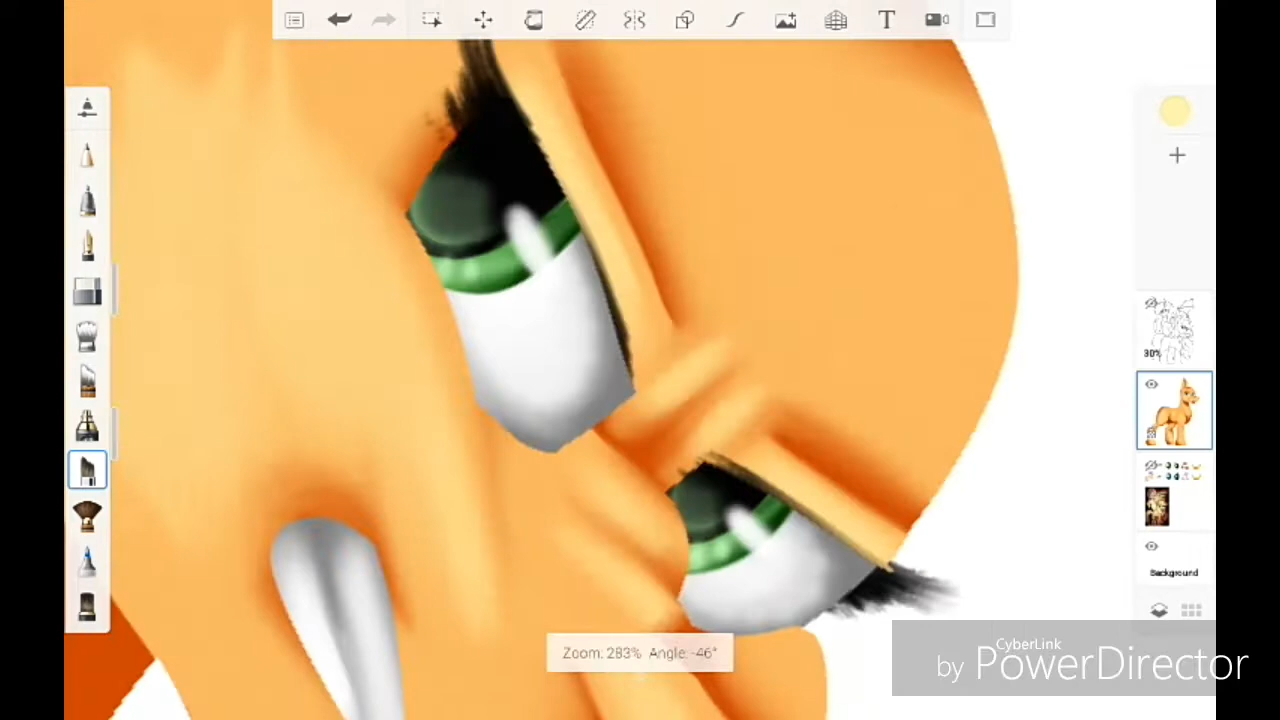 T
30%
Background
Zoom: 283% Angle: -46°
CyberLink
by PowerDirector